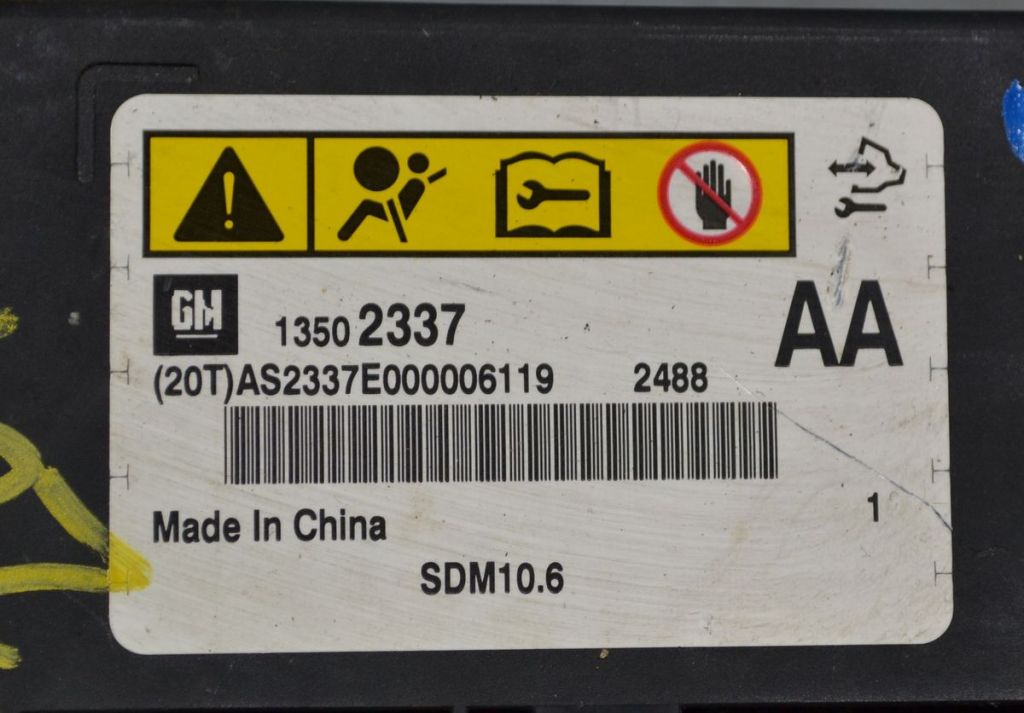 GM 1350 2337 AA
(20T)AS2337E000006119 2488
1
Made In China
SDM10.6